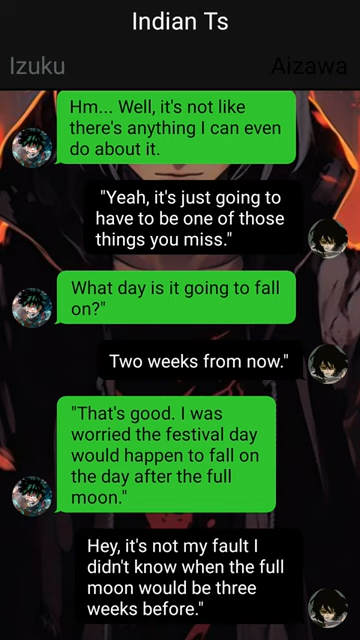 Indian Ts
Izuku
Aizawa
Hm... Well, it's not like
there's anything I can even
do about it.
"Yeah, it's just going to
have to be one of those
things you miss."
What day is it going to fall
on?"
Two weeks from now."
"That's good. I was
worried the festival day
would happen to fall on
the day after the full
moon."
Hey, it's not my fault I
didn't know when the full
moon would be three
weeks before."